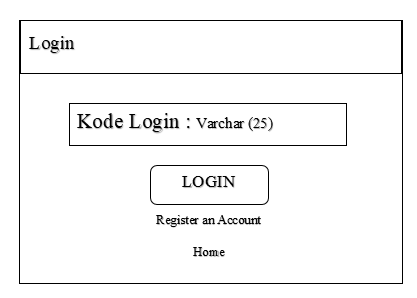 Login
Kode Login : Varchar (25)
LOGIN
Register an Account
Home